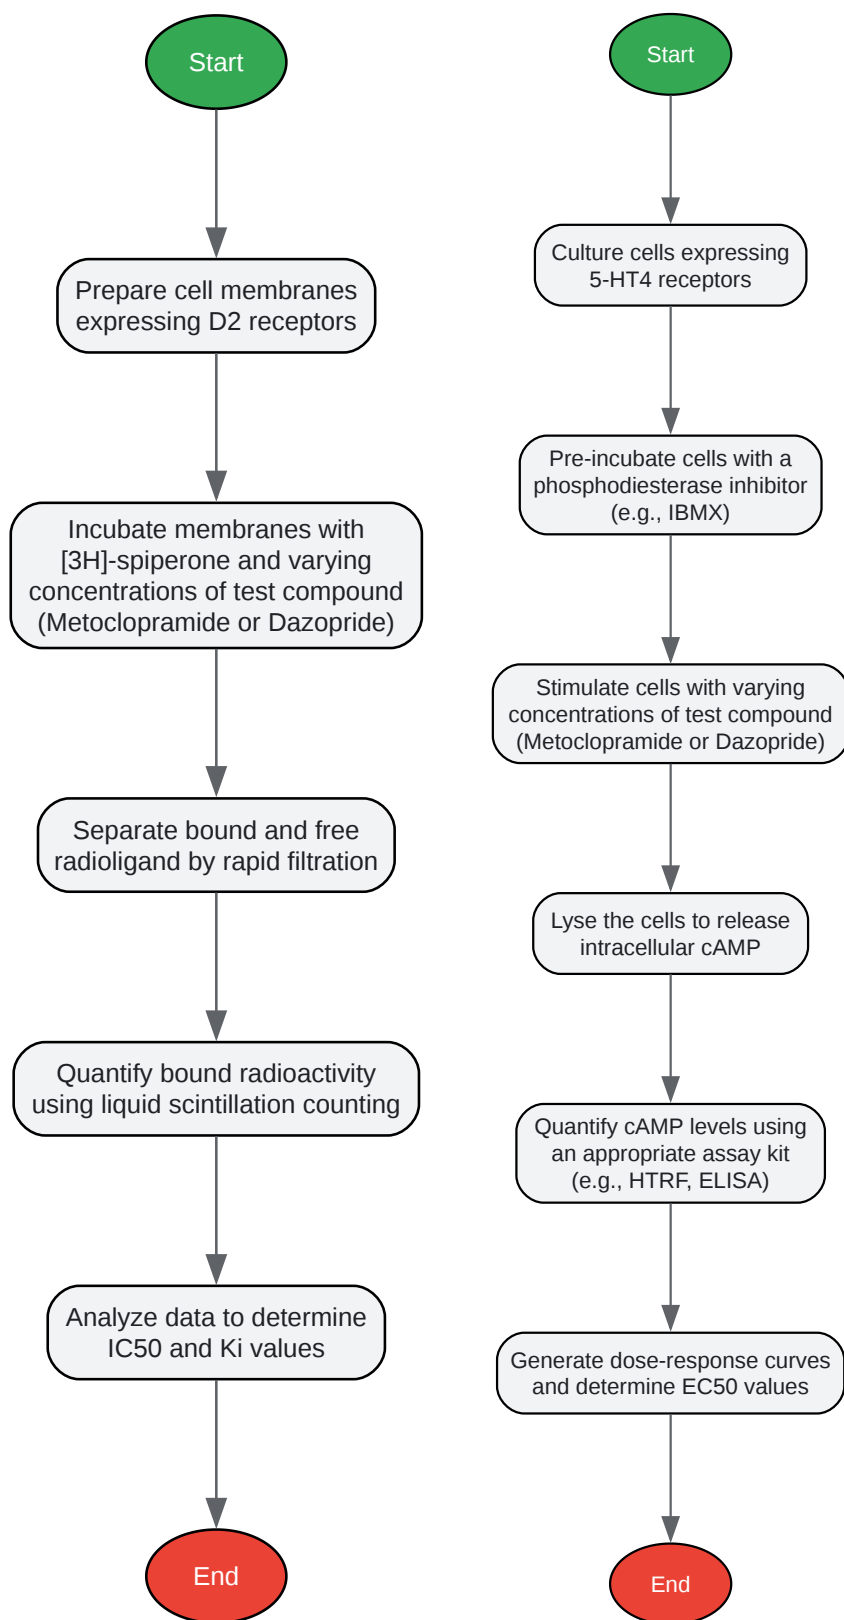 Start
Prepare cell membranes
expressing D2 receptors
Incubate membranes with
[3H]-spiperone and varying
concentrations of test compound
(Metoclopramide or Dazopride)
Separate bound and free
radioligand by rapid filtration
Quantify bound radioactivity
using liquid scintillation counting
Analyze data to determine
IC50 and Ki values
End
Start
Culture cells expressing
5-HT4 receptors
Pre-incubate cells with a
phosphodiesterase inhibitor
(e.g., IBMX)
Stimulate cells with varying
concentrations of test compound
(Metoclopramide or Dazopride)
Lyse the cells to release
intracellular cAMP
Quantify cAMP levels using
an appropriate assay kit
(e.g., HTRF, ELISA)
Generate dose-response curves
and determine EC50 values
End